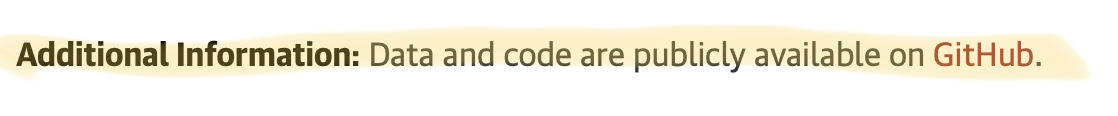 Additional Information: Data and code are publicly available on GitHub.